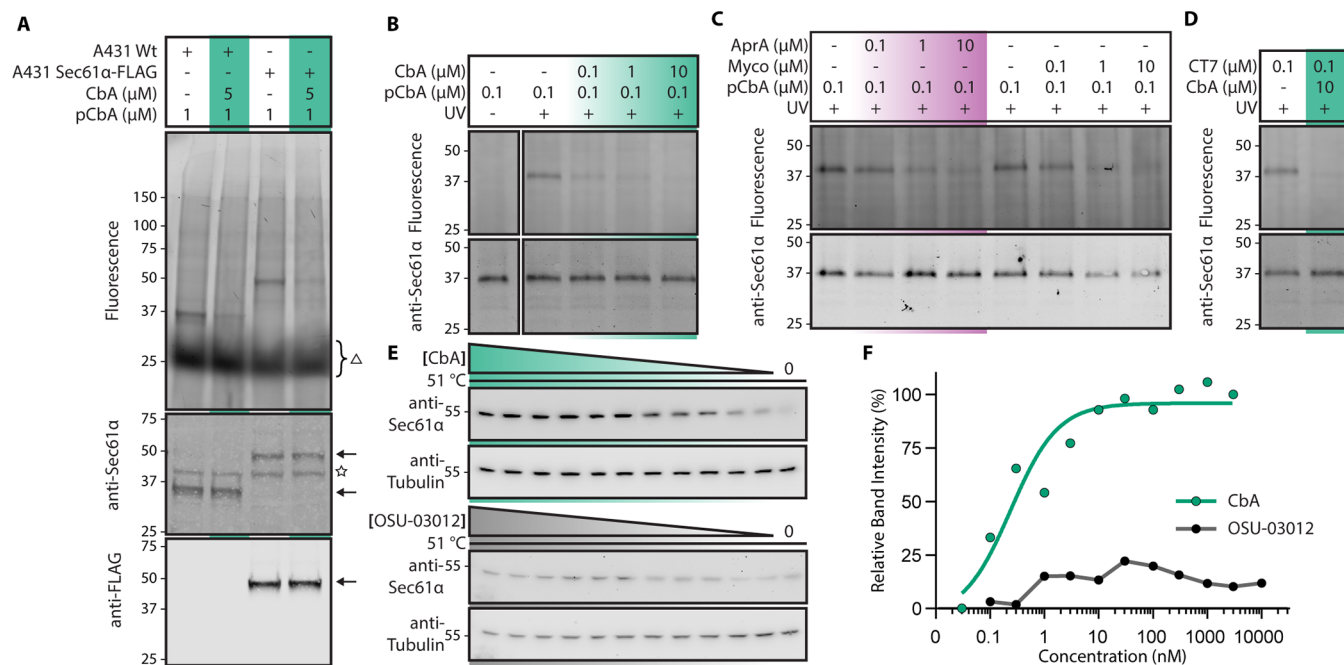 A
A431 Wt + + - -
A431 Sec61α-FLAG - - + +
CbA (µM) - 5 - 5
pCbA (µM) 1 1 1 1
Fluorescence
150
100
75
50
37
25
△
anti-Sec61α
75
50
37
25
☆
anti-FLAG
75
50
37
25
B
CbA (µM) - - 0.1 1 10
pCbA (µM) 0.1 0.1 0.1 0.1 0.1
UV - + + + +
Fluorescence
50
37
25
anti-Sec61α
50
37
25
C
AprA (µM) - 0.1 1 10 - - - -
Myco (µM) - - - - - 0.1 1 10
pCbA (µM) 0.1 0.1 0.1 0.1 0.1 0.1 0.1 0.1
UV + + + + + + + +
Fluorescence
50
37
25
anti-Sec61α
50
37
25
D
CT7 (µM) 0.1 0.1
CbA (µM) - 10
UV + +
Fluorescence
50
37
25
anti-Sec61α
50
37
25
E
[CbA] 0
51 °C
anti-Sec61α 55
anti-Tubulin 55
[OSU-03012] 0
51 °C
anti-Sec61α 55
anti-Tubulin 55
F
Relative Band Intensity (%)
100
75
50
25
0
CbA
OSU-03012
0 0.1 1 10 100 1000 10000
Concentration (nM)